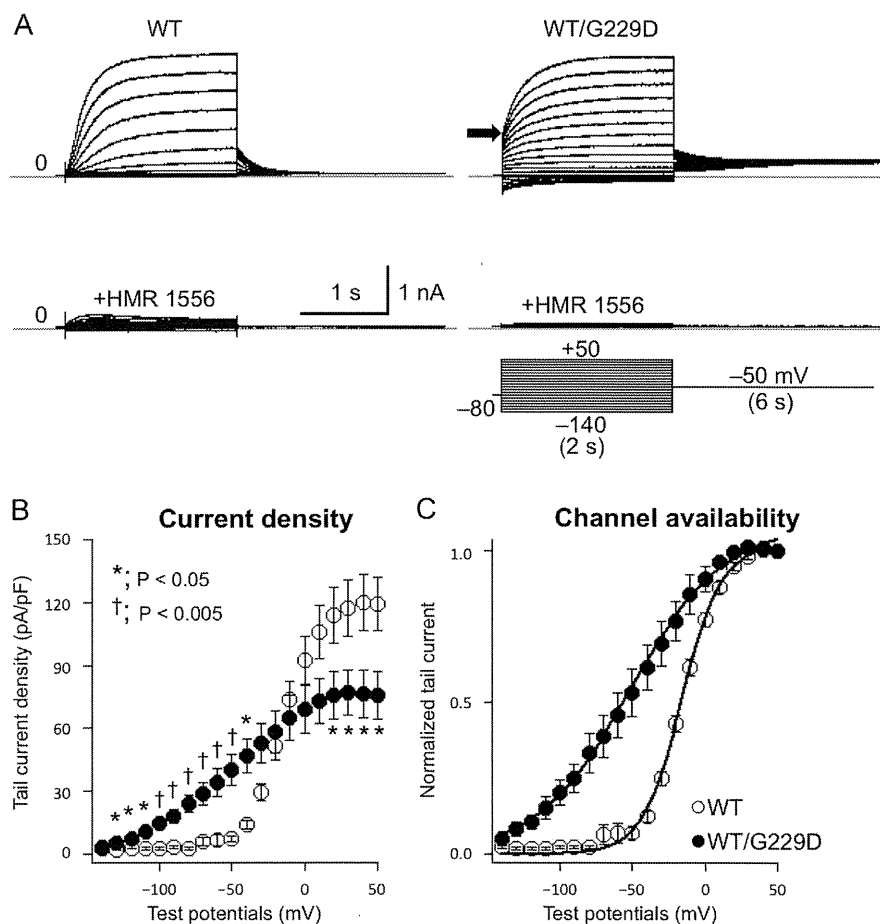 A
WT
WT/G229D
0
0
+HMR 1556
1 s
1 nA
+HMR 1556
+50
−80
−50 mV
(6 s)
−140
(2 s)
B
Current density
*; P < 0.05
†; P < 0.005
Tail current density (pA/pF)
150
120
90
60
30
0
* * *
† † † † † † *
* * * *
−100
−50
0
50
Test potentials (mV)
C
Channel availability
Normalized tail current
1.0
0.5
0.0
WT
WT/G229D
−100
−50
0
50
Test potentials (mV)